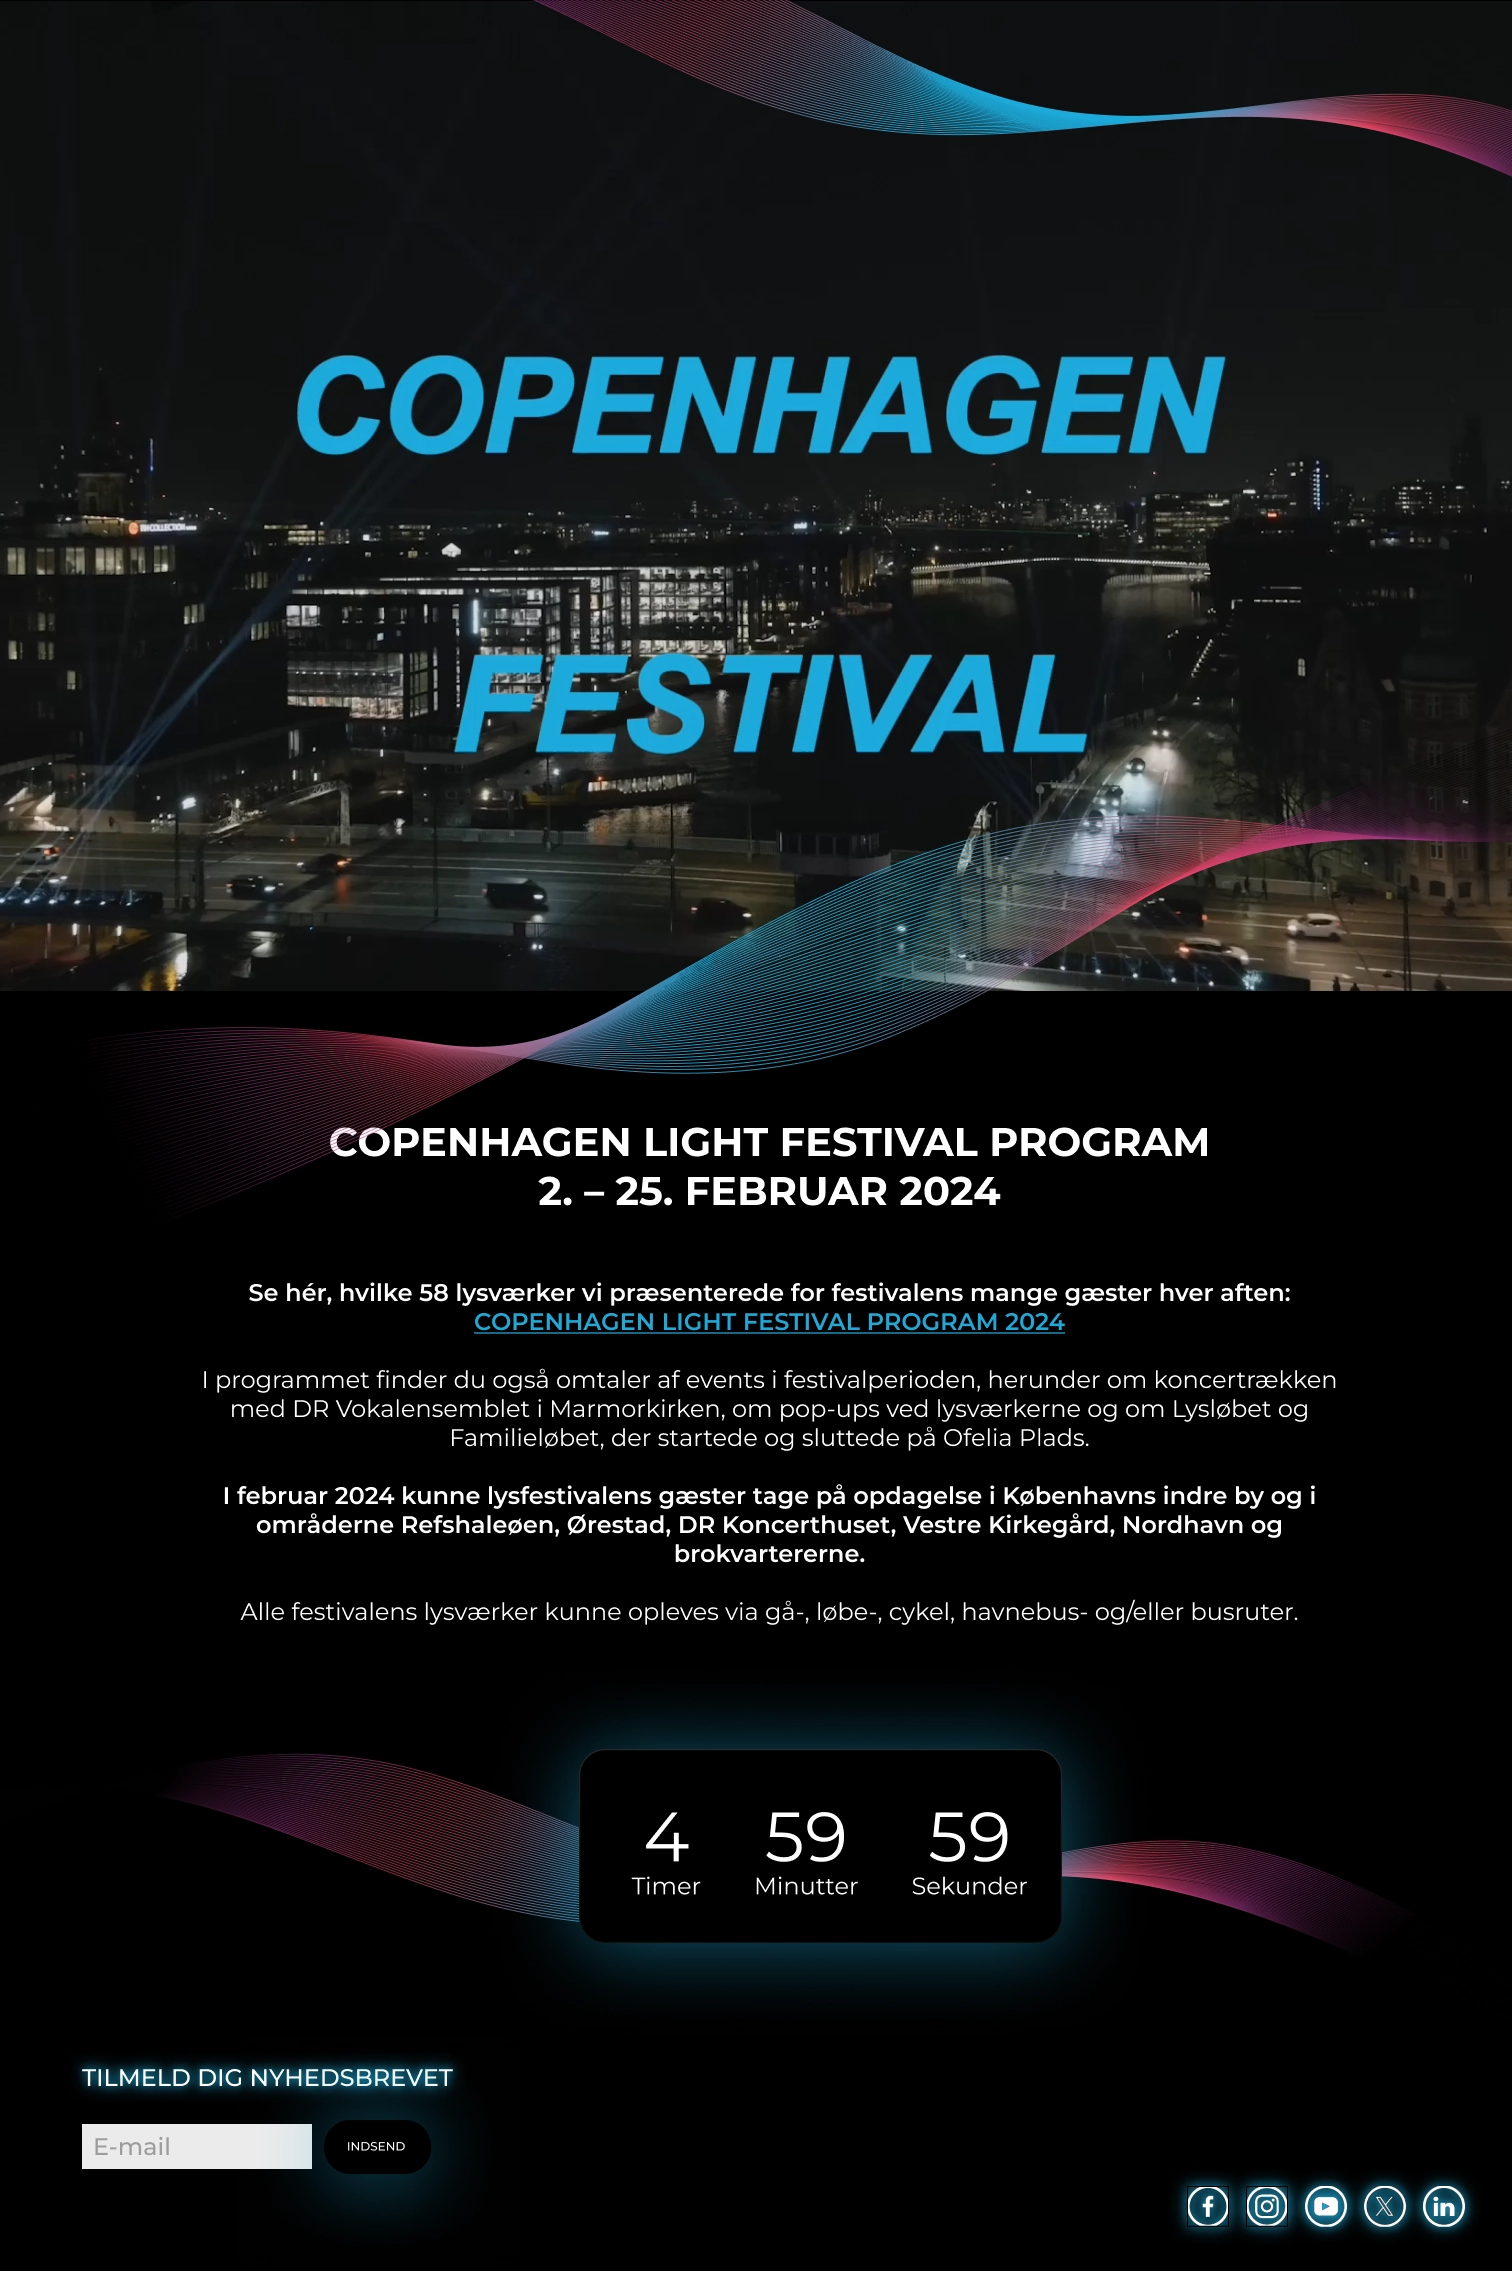 COPENHAGEN
FESTIVAL
COPENHAGEN LIGHT FESTIVAL PROGRAM
2. – 25. FEBRUAR 2024
Se hér, hvilke 58 lysværker vi præsenterede for festivalens mange gæster hver aften:
COPENHAGEN LIGHT FESTIVAL PROGRAM 2024
I programmet finder du også omtaler af events i festivalperioden, herunder om koncertrækken
med DR Vokalensemblet i Marmorkirken, om pop-ups ved lysværkerne og om Lysløbet og
Familieløbet, der startede og sluttede på Ofelia Plads.
I februar 2024 kunne lysfestivalens gæster tage på opdagelse i Københavns indre by og i
områderne Refshaleøen, Ørestad, DR Koncerthuset, Vestre Kirkegård, Nordhavn og
brokvartererne.
Alle festivalens lysværker kunne opleves via gå-, løbe-, cykel, havnebus- og/eller busruter.
4 59 59
Timer Minutter Sekunder
TILMELD DIG NYHEDSBREVET
E-mail INDSEND